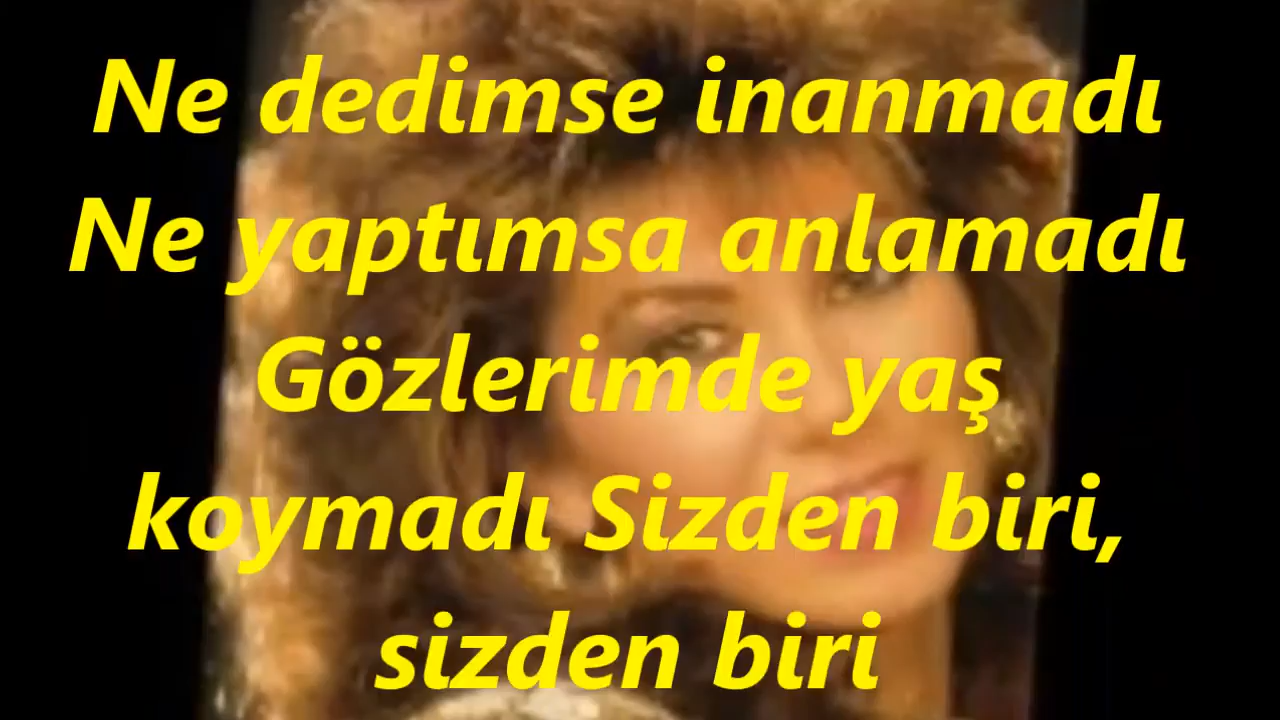 Ne dedimse inanmadı
Ne yaptımsa anlamadı
Gözlerimde yaş
koymadı Sizden biri,
sizden biri